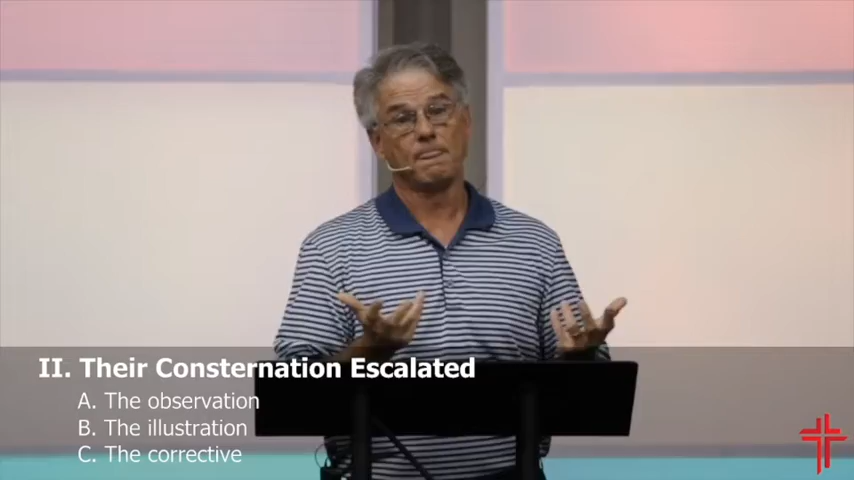 II. Their Consternation Escalated
A. The observation
B. The illustration
C. The corrective